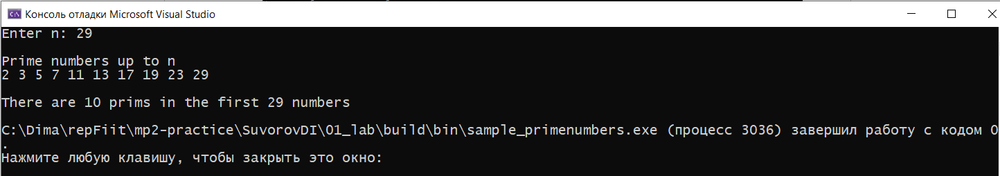 Консоль отладки Microsoft Visual Studio
Enter n: 29
Prime numbers up to n
2 3 5 7 11 13 17 19 23 29
There are 10 prims in the first 29 numbers
C:\Dima\repFiit\mp2-practice\SuvorovDI\01_lab\build\bin\sample_primenumbers.exe (процесс 3036) завершил работу с кодом 0
.
Нажмите любую клавишу, чтобы закрыть это окно: